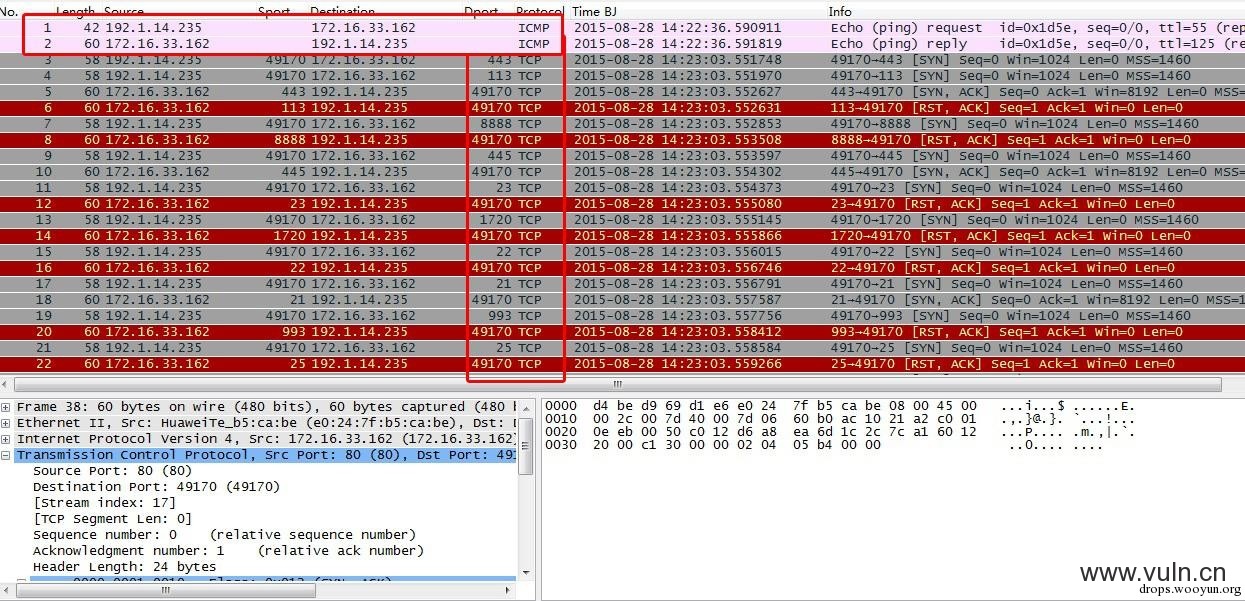 No. Length Source Sport Destination Dport Protocol Time BJ Info
1 42 192.1.14.235 172.16.33.162 ICMP 2015-08-28 14:22:36.590911 Echo (ping) request id=0x1d5e, seq=0/0, ttl=55 (rep
2 60 172.16.33.162 192.1.14.235 ICMP 2015-08-28 14:22:36.591819 Echo (ping) reply id=0x1d5e, seq=0/0, ttl=125 (re
3 58 192.1.14.235 49170 172.16.33.162 443 TCP 2015-08-28 14:23:03.551748 49170→443 [SYN] Seq=0 Win=1024 Len=0 MSS=1460
4 58 192.1.14.235 49170 172.16.33.162 113 TCP 2015-08-28 14:23:03.551970 49170→113 [SYN] Seq=0 Win=1024 Len=0 MSS=1460
5 60 172.16.33.162 443 192.1.14.235 49170 TCP 2015-08-28 14:23:03.552627 443→49170 [SYN, ACK] Seq=0 Ack=1 Win=8192 Len=0 MSS=
6 60 172.16.33.162 113 192.1.14.235 49170 TCP 2015-08-28 14:23:03.552631 113→49170 [RST, ACK] Seq=1 Ack=1 Win=0 Len=0
7 58 192.1.14.235 49170 172.16.33.162 8888 TCP 2015-08-28 14:23:03.552853 49170→8888 [SYN] Seq=0 Win=1024 Len=0 MSS=1460
8 60 172.16.33.162 8888 192.1.14.235 49170 TCP 2015-08-28 14:23:03.553508 8888→49170 [RST, ACK] Seq=1 Ack=1 Win=0 Len=0
9 58 192.1.14.235 49170 172.16.33.162 445 TCP 2015-08-28 14:23:03.553597 49170→445 [SYN] Seq=0 Win=1024 Len=0 MSS=1460
10 60 172.16.33.162 445 192.1.14.235 49170 TCP 2015-08-28 14:23:03.554302 445→49170 [SYN, ACK] Seq=0 Ack=1 Win=8192 Len=0 MSS=
11 58 192.1.14.235 49170 172.16.33.162 23 TCP 2015-08-28 14:23:03.554373 49170→23 [SYN] Seq=0 Win=1024 Len=0 MSS=1460
12 60 172.16.33.162 23 192.1.14.235 49170 TCP 2015-08-28 14:23:03.555080 23→49170 [RST, ACK] Seq=1 Ack=1 Win=0 Len=0
13 58 192.1.14.235 49170 172.16.33.162 1720 TCP 2015-08-28 14:23:03.555145 49170→1720 [SYN] Seq=0 Win=1024 Len=0 MSS=1460
14 60 172.16.33.162 1720 192.1.14.235 49170 TCP 2015-08-28 14:23:03.555866 1720→49170 [RST, ACK] Seq=1 Ack=1 Win=0 Len=0
15 58 192.1.14.235 49170 172.16.33.162 22 TCP 2015-08-28 14:23:03.556015 49170→22 [SYN] Seq=0 Win=1024 Len=0 MSS=1460
16 60 172.16.33.162 22 192.1.14.235 49170 TCP 2015-08-28 14:23:03.556746 22→49170 [RST, ACK] Seq=1 Ack=1 Win=0 Len=0
17 58 192.1.14.235 49170 172.16.33.162 21 TCP 2015-08-28 14:23:03.556791 49170→21 [SYN] Seq=0 Win=1024 Len=0 MSS=1460
18 60 172.16.33.162 21 192.1.14.235 49170 TCP 2015-08-28 14:23:03.557587 21→49170 [SYN, ACK] Seq=0 Ack=1 Win=8192 Len=0 MSS=1
19 58 192.1.14.235 49170 172.16.33.162 993 TCP 2015-08-28 14:23:03.557756 49170→993 [SYN] Seq=0 Win=1024 Len=0 MSS=1460
20 60 172.16.33.162 993 192.1.14.235 49170 TCP 2015-08-28 14:23:03.558412 993→49170 [RST, ACK] Seq=1 Ack=1 Win=0 Len=0
21 58 192.1.14.235 49170 172.16.33.162 25 TCP 2015-08-28 14:23:03.558584 49170→25 [SYN] Seq=0 Win=1024 Len=0 MSS=1460
22 60 172.16.33.162 25 192.1.14.235 49170 TCP 2015-08-28 14:23:03.559266 25→49170 [RST, ACK] Seq=1 Ack=1 Win=0 Len=0
Frame 38: 60 bytes on wire (480 bits), 60 bytes captured (480 b
Ethernet II, Src: HuaweiTe_b5:ca:be (e0:24:7f:b5:ca:be), Dst: D
Internet Protocol Version 4, Src: 172.16.33.162 (172.16.33.162)
Transmission Control Protocol, Src Port: 80 (80), Dst Port: 491
Source Port: 80 (80)
Destination Port: 49170 (49170)
[Stream index: 17]
[TCP Segment Len: 0]
Sequence number: 0 (relative sequence number)
Acknowledgment number: 1 (relative ack number)
Header Length: 24 bytes
0000 d4 be d9 69 d1 e6 e0 24 7f b5 ca be 08 00 45 00 ...i...$ ......E.
0010 00 2c 00 7d 40 00 7d 06 60 b0 ac 10 21 a2 c0 01 .,.}@.}. `...!...
0020 0e eb 00 50 c0 12 d6 a8 ea 6d 1c 2c 7c a1 60 12 ...P.... .m.,|.`.
0030 20 00 c1 30 00 00 02 04 05 b4 00 00 ..0..... ....
www.vuln.cn
drops.wooyun.org